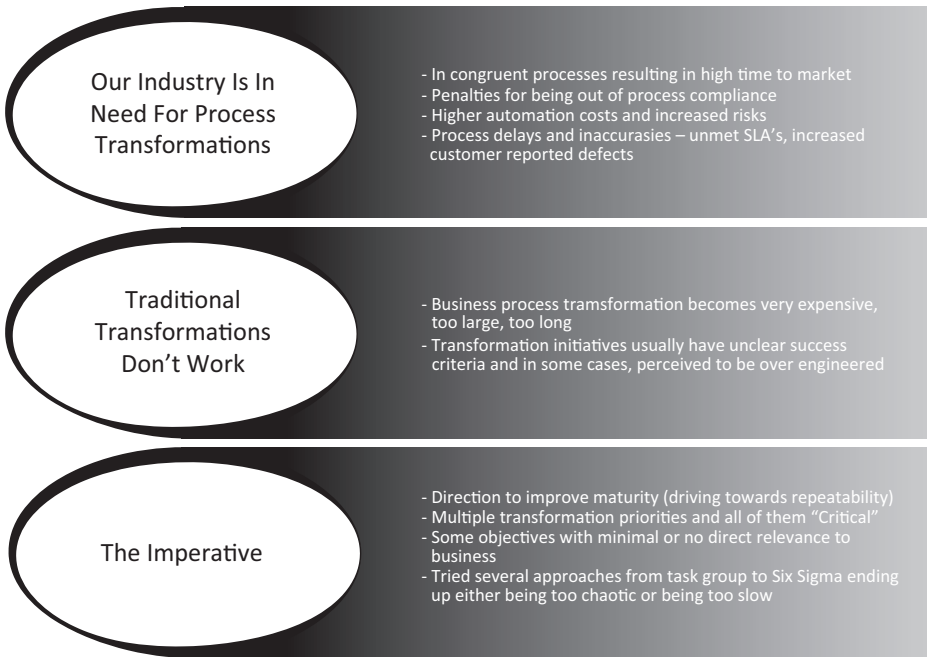 Our Industry Is In
Need For Process
Transformations
- In congruent processes resulting in high time to market
- Penalties for being out of process compliance
- Higher automation costs and increased risks
- Process delays and inaccurasies – unmet SLA's, increased
customer reported defects
Traditional
Transformations
Don't Work
- Business process tramsformation becomes very expensive,
too large, too long
- Transformation initiatives usually have unclear success
criteria and in some cases, perceived to be over engineered
The Imperative
- Direction to improve maturity (driving towards repeatability)
- Multiple transformation priorities and all of them “Critical”
- Some objectives with minimal or no direct relevance to
business
- Tried several approaches from task group to Six Sigma ending
up either being too chaotic or being too slow